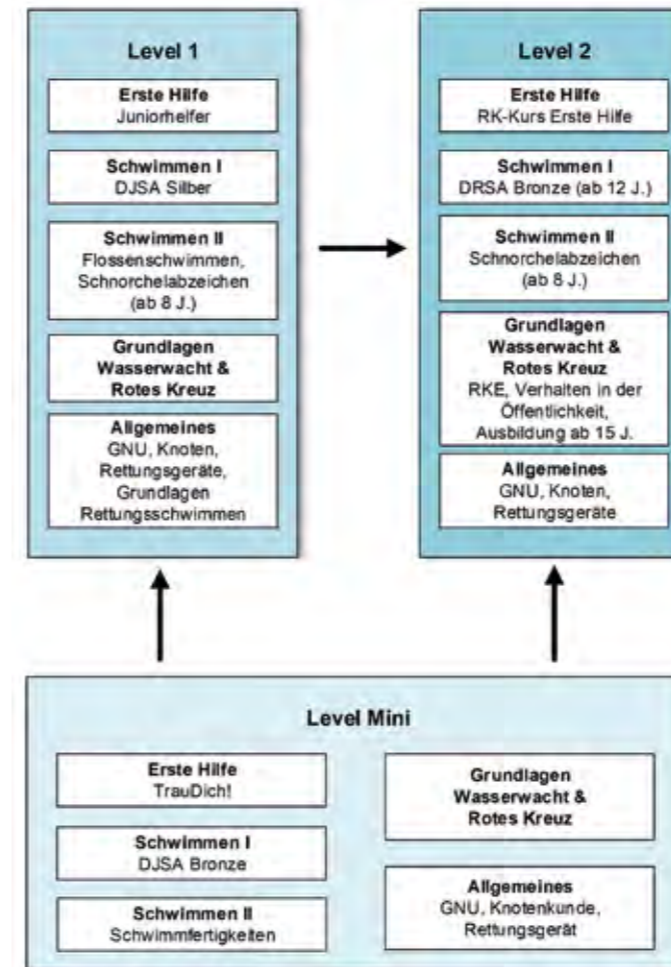 Level 1
Erste Hilfe
Juniorhelfer
Schwimmen I
DJSA Silber
Schwimmen II
Flossenschwimmen,
Schnorchelabzeichen
(ab 8 J.)
Grundlagen
Wasserwacht &
Rotes Kreuz
Allgemeines
GNU, Knoten,
Rettungsgeräte,
Grundlagen
Rettungsschwimmen
Level 2
Erste Hilfe
RK-Kurs Erste Hilfe
Schwimmen I
DRSA Bronze (ab 12 J.)
Schwimmen II
Schnorchelabzeichen
(ab 8 J.)
Grundlagen
Wasserwacht &
Rotes Kreuz
RKE, Verhalten in der
Öffentlichkeit,
Ausbildung ab 15 J.
Allgemeines
GNU, Knoten,
Rettungsgeräte
Level Mini
Erste Hilfe
TrauDich!
Schwimmen I
DJSA Bronze
Schwimmen II
Schwimmfertigkeiten
Grundlagen
Wasserwacht &
Rotes Kreuz
Allgemeines
GNU, Knotenkunde,
Rettungsgerät